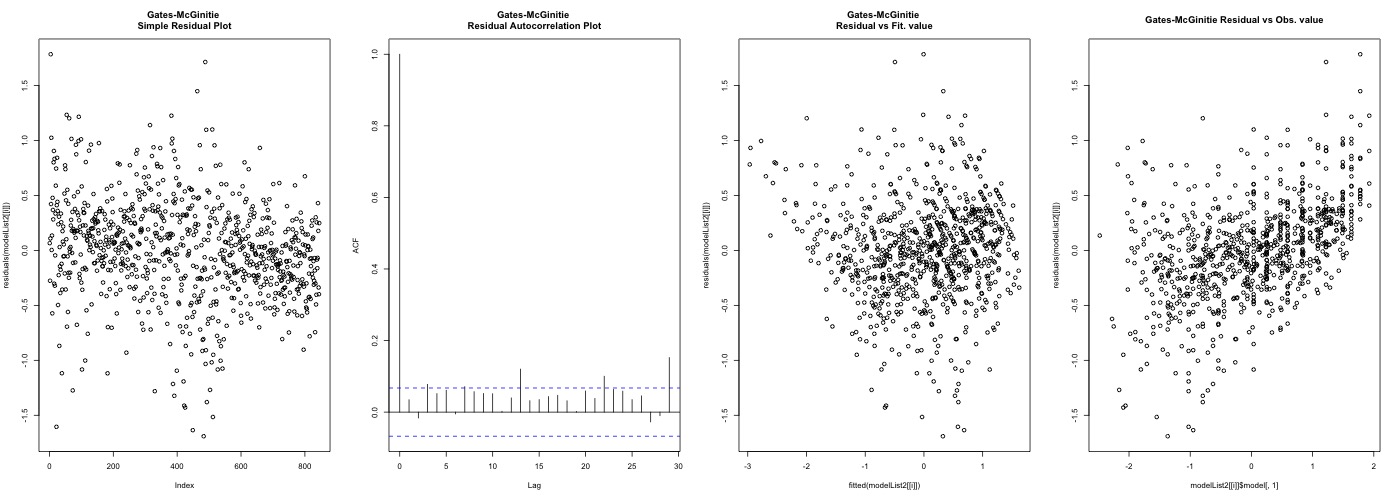 Gates-McGinitie
Simple Residual Plot
residuals(modelList2[[i]])
1.5
1.0
0.5
0.0
-0.5
-1.0
-1.5
0 200 400 600 800
Index
Gates-McGinitie
Residual Autocorrelation Plot
ACF
1.0
0.8
0.6
0.4
0.2
0.0
0 5 10 15 20 25 30
Lag
Gates-McGinitie
Residual vs Fit. value
residuals(modelList2[[i]])
1.5
1.0
0.5
0.0
-0.5
-1.0
-1.5
-3 -2 -1 0 1
fitted(modelList2[[i]])
Gates-McGinitie Residual vs Obs. value
residuals(modelList2[[i]])
1.5
1.0
0.5
0.0
-0.5
-1.0
-1.5
-2 -1 0 1 2
modelList2[[i]]$model[, 1]